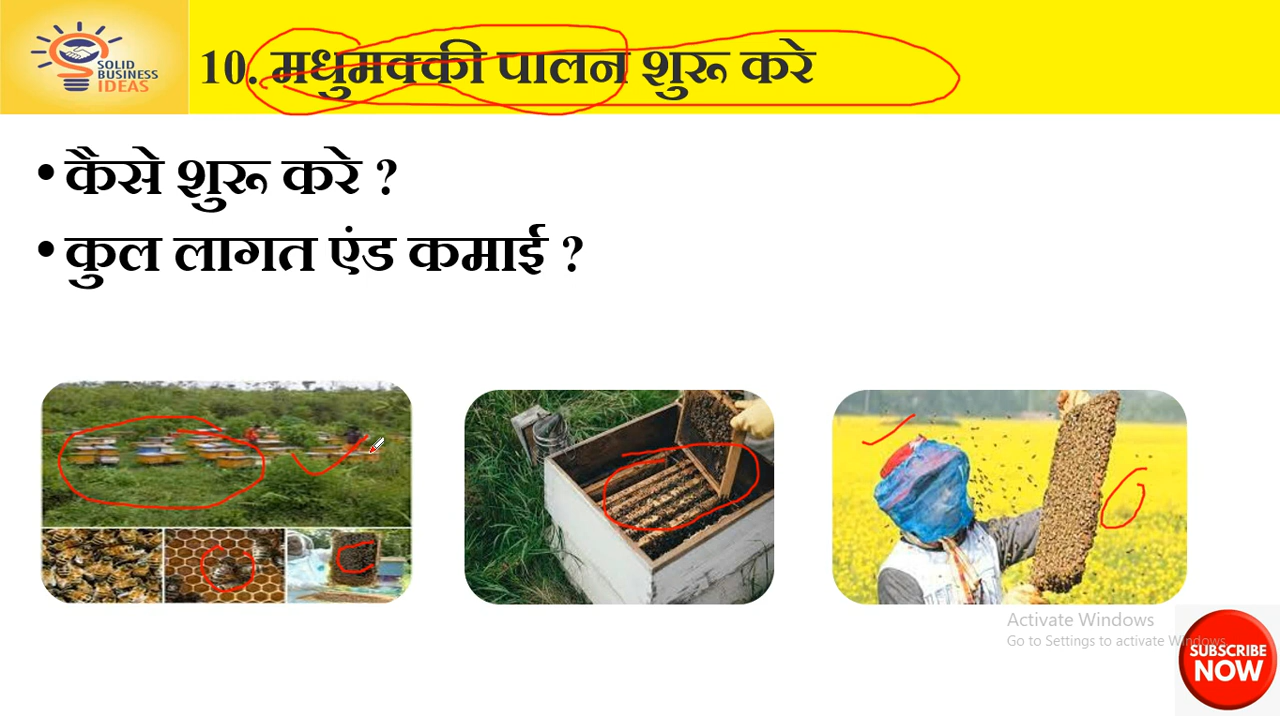 SOLID
BUSINESS
IDEAS
10. मधुमक्की पालन शुरू करे
• कैसे शुरू करे ?
• कुल लागत एंड कमाई ?
Activate Windows
Go to Settings to activate Windows.
SUBSCRIBE
NOW